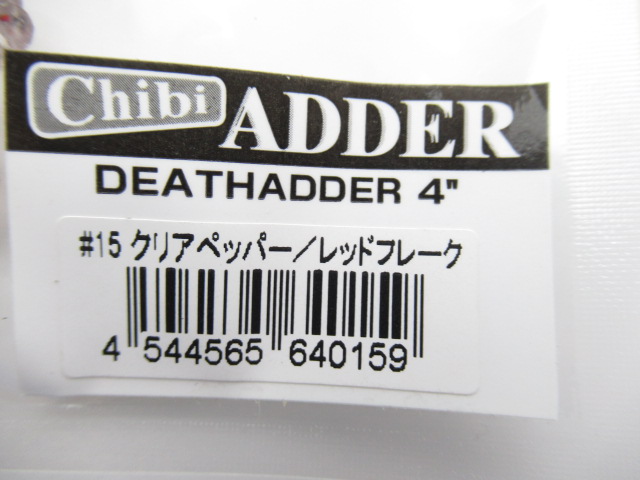 Chibi ADDER
DEATHADDER 4"
#15 クリアペッパー/レッドフレーク
4 544565 640159